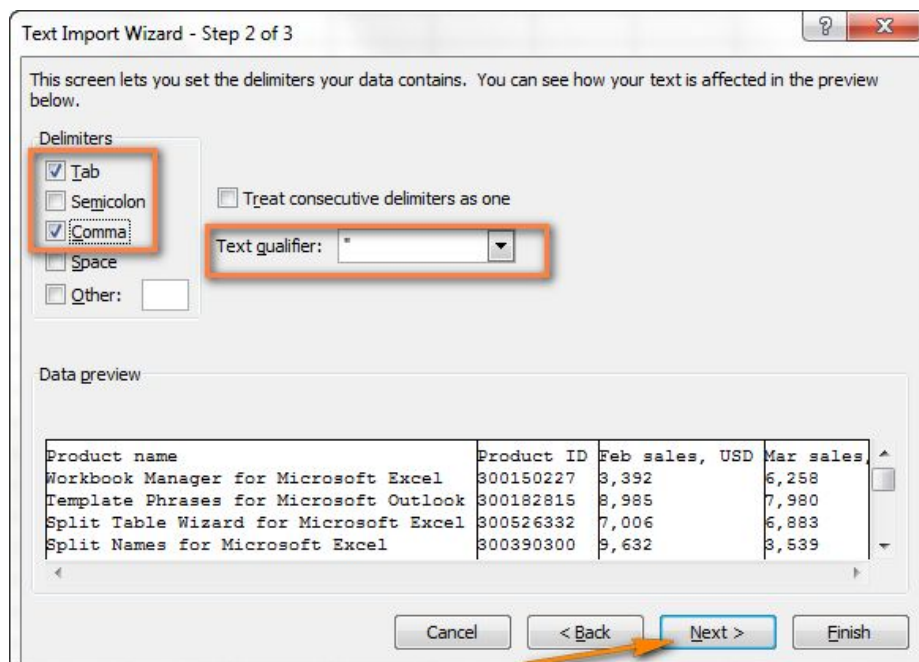 Text Import Wizard - Step 2 of 3
This screen lets you set the delimiters your data contains.  You can see how your text is affected in the preview
below.
Delimiters
Tab
Semicolon
Comma
Space
Other:
Treat consecutive delimiters as one
Text qualifier: "
Data preview
Product name Product ID Feb sales, USD Mar sales,
Workbook Manager for Microsoft Excel 300150227 3,392 6,258
Template Phrases for Microsoft Outlook 300182815 8,985 7,980
Split Table Wizard for Microsoft Excel 300526332 7,006 6,883
Split Names for Microsoft Excel 300390300 9,632 3,539
Cancel < Back Next > Finish